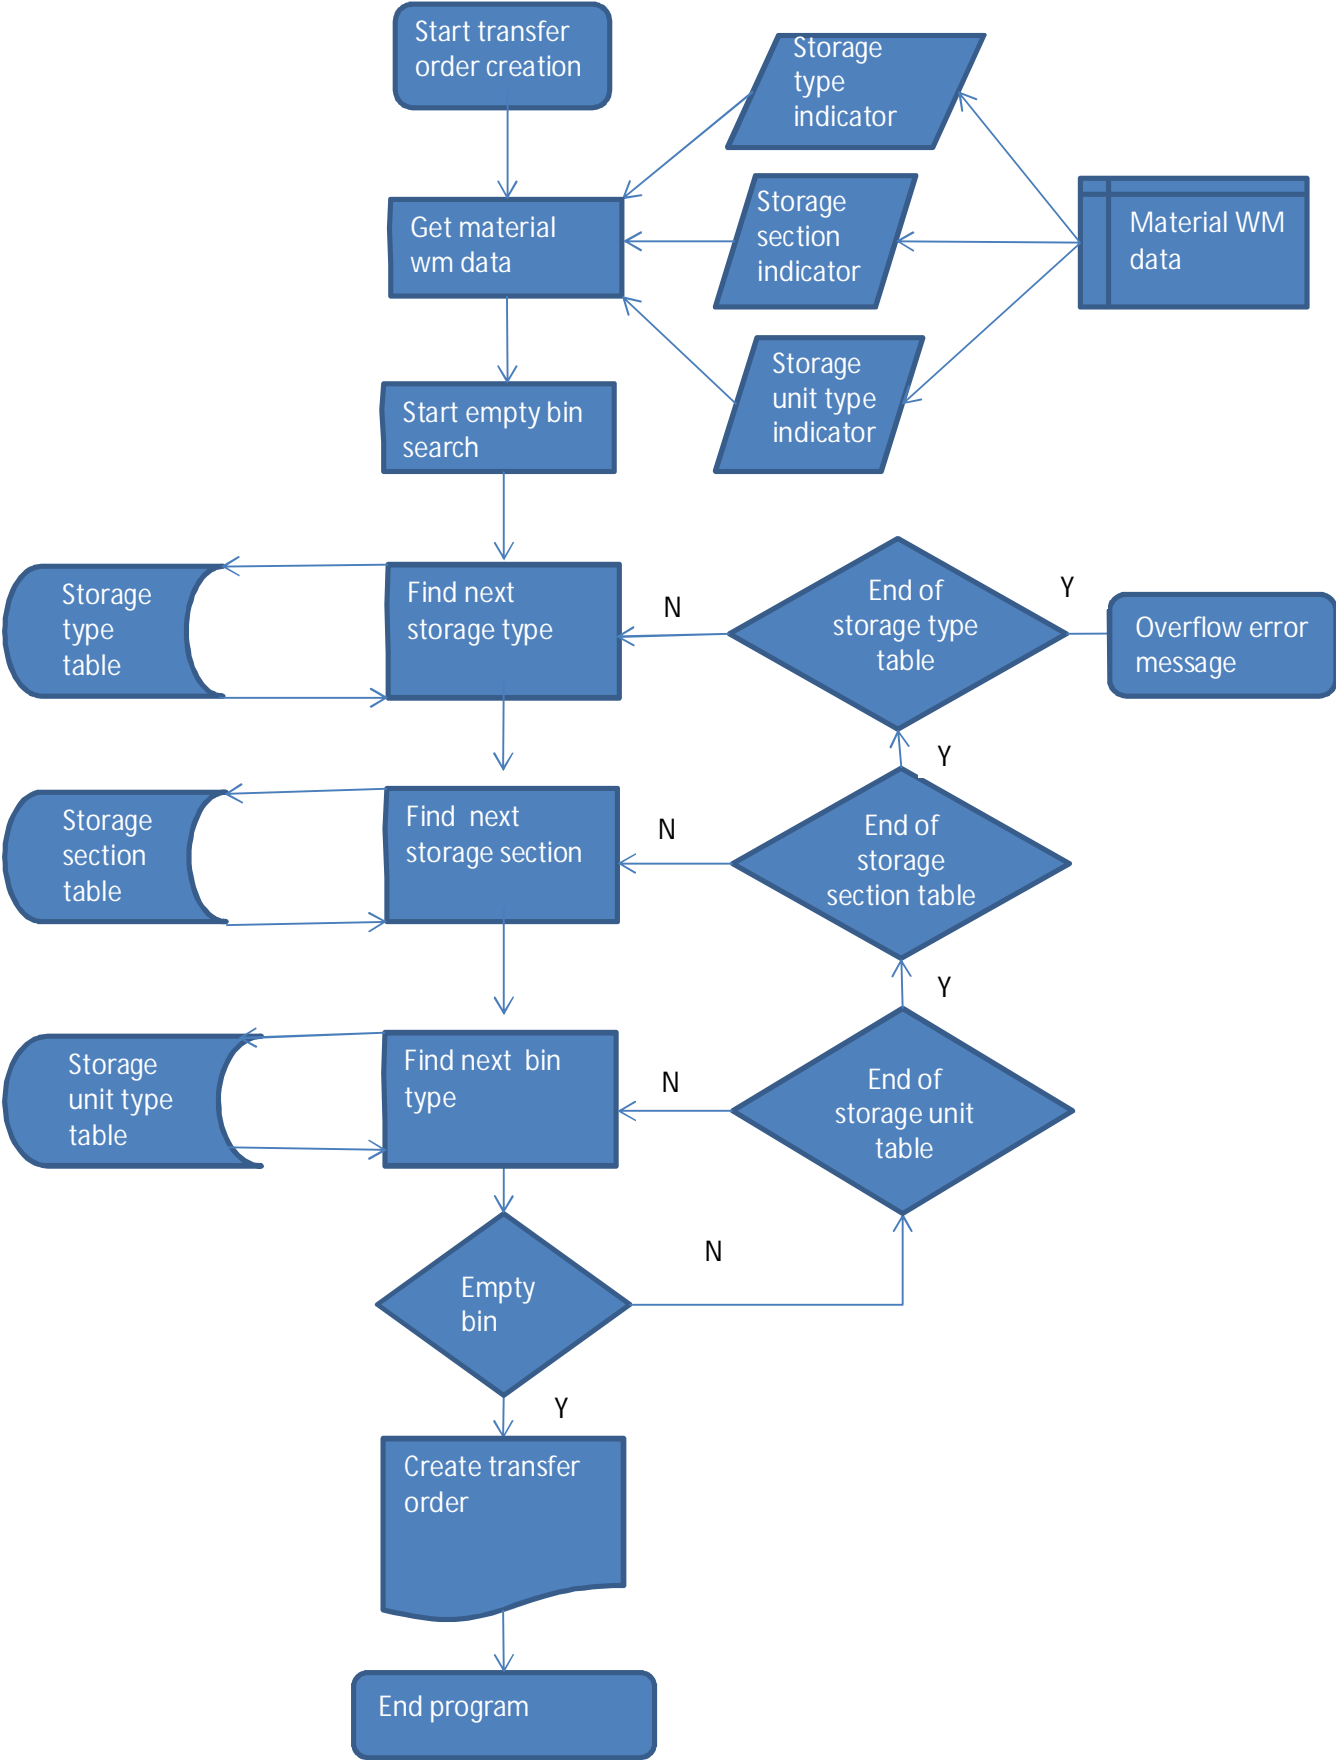 Start transfer
order creation
Storage
type
indicator
Get material
wm data
Storage
section
indicator
Material WM
data
Start empty bin
search
Storage
unit type
indicator
Storage
type
table
Find next
storage type
N
End of
storage type
table
Y
Overflow error
message
Y
Storage
section
table
Find next
storage section
N
End of
storage
section table
Y
Storage
unit type
table
Find next bin
type
N
End of
storage unit
table
Empty
bin
N
Y
Create transfer
order
End program